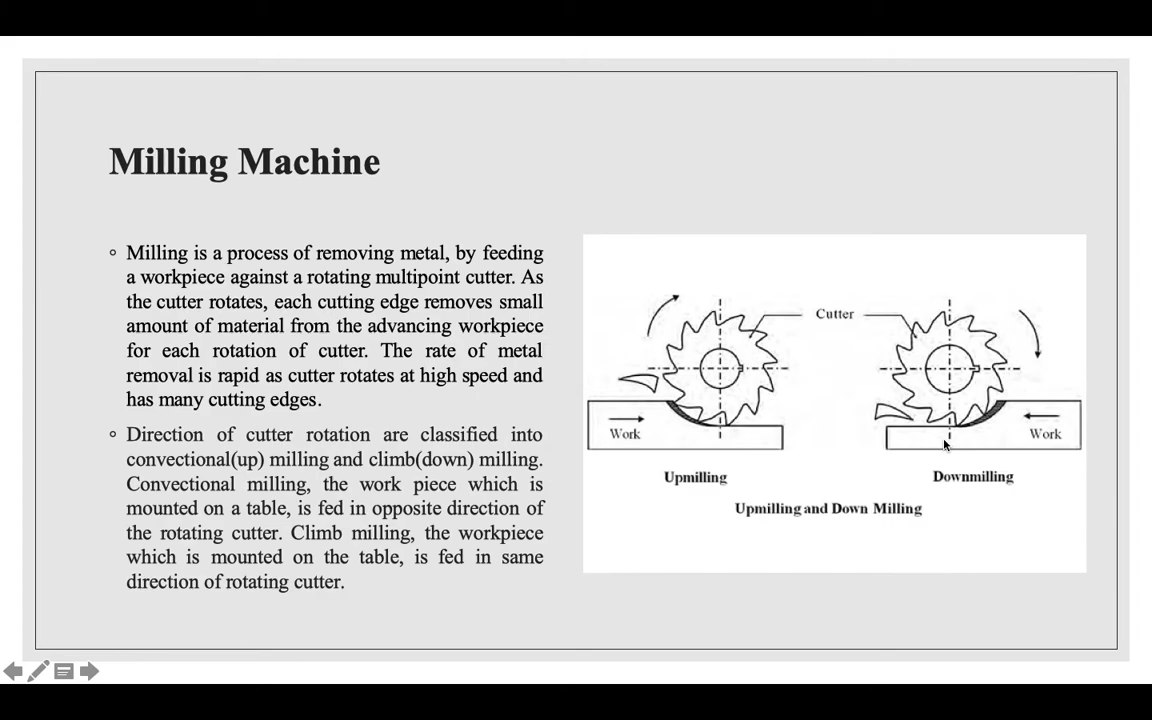 Milling Machine
Milling is a process of removing metal, by feeding
a workpiece against a rotating multipoint cutter. As
the cutter rotates, each cutting edge removes small
amount of material from the advancing workpiece
for each rotation of cutter. The rate of metal
removal is rapid as cutter rotates at high speed and
has many cutting edges.
Direction of cutter rotation are classified into
convectional(up) milling and climb(down) milling.
Convectional milling, the work piece which is
mounted on a table, is fed in opposite direction of
the rotating cutter. Climb milling, the workpiece
which is mounted on the table, is fed in same
direction of rotating cutter.
Cutter
Work
Work
Upmilling
Downmilling
Upmilling and Down Milling